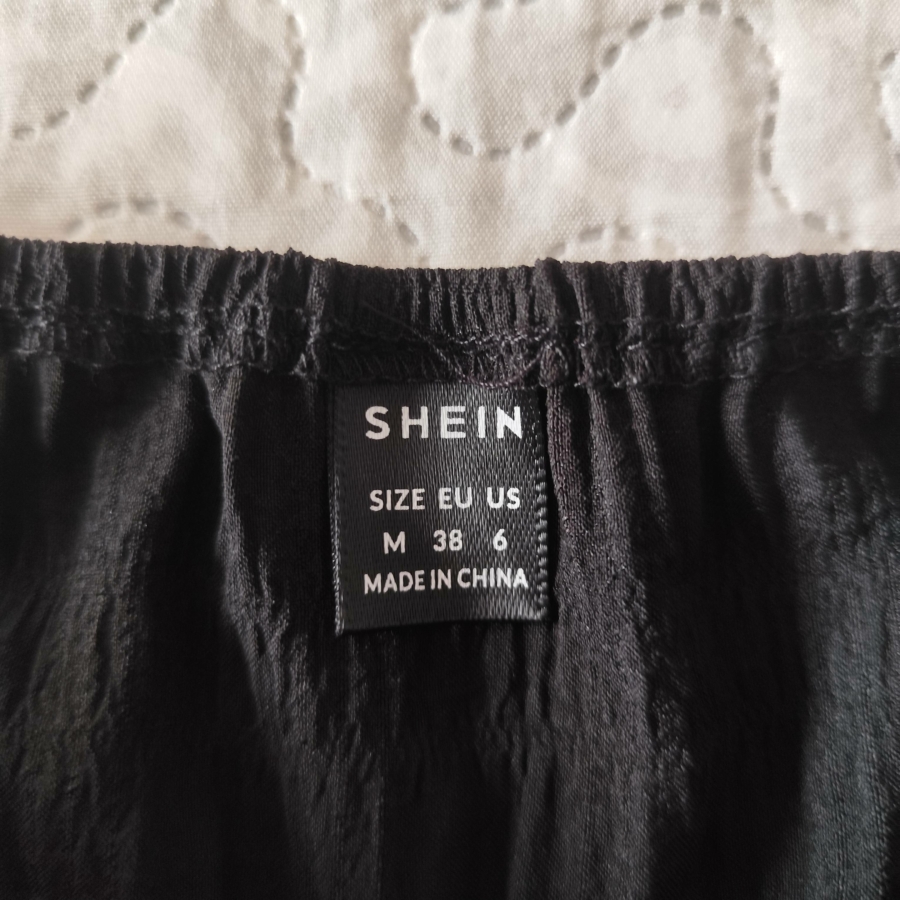 SHEIN
SIZE EU US
M 38 6
MADE IN CHINA